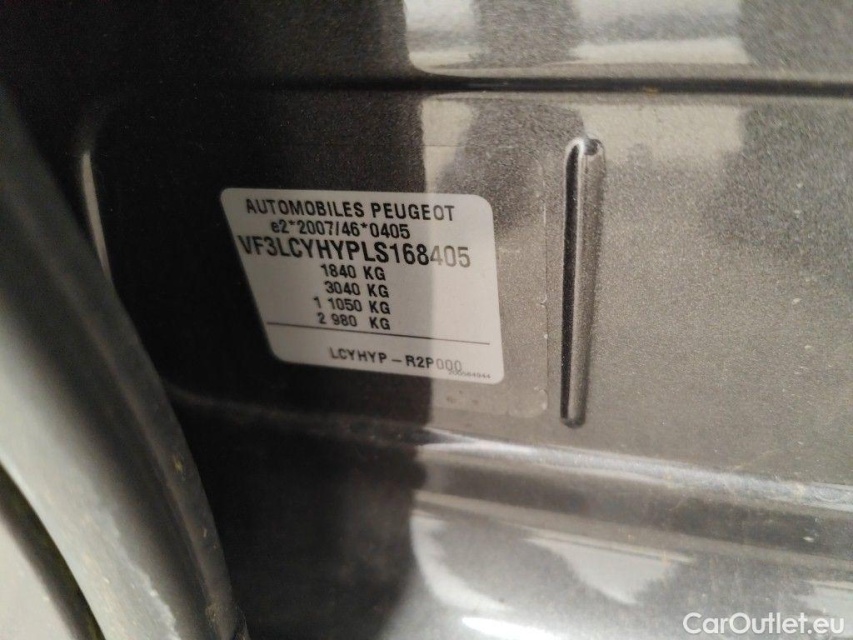 AUTOMOBILES PEUGEOT
e2*2007/46*0405
VF3LCYHYPLS168405
1840 KG
3040 KG
1 1050 KG
2 980 KG
LCYHYP-R2P000
CarOutlet.eu